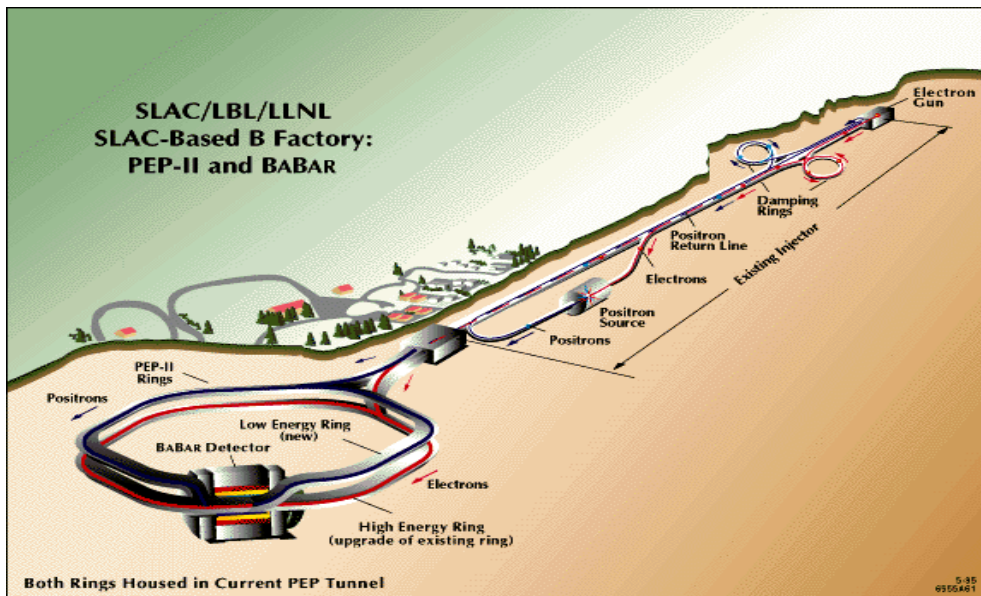 SLAC/LBL/LLNL
SLAC-Based B Factory:
PEP-II and BABAR
Electron
Gun
Damping
Rings
Positron
Return Line
Existing Injector
Electrons
Positron
Source
Positrons
PEP-II
Rings
Positrons
Low Energy Ring
(new)
BABAR Detector
Electrons
High Energy Ring
(upgrade of existing ring)
Both Rings Housed in Current PEP Tunnel
5-95
6955A61